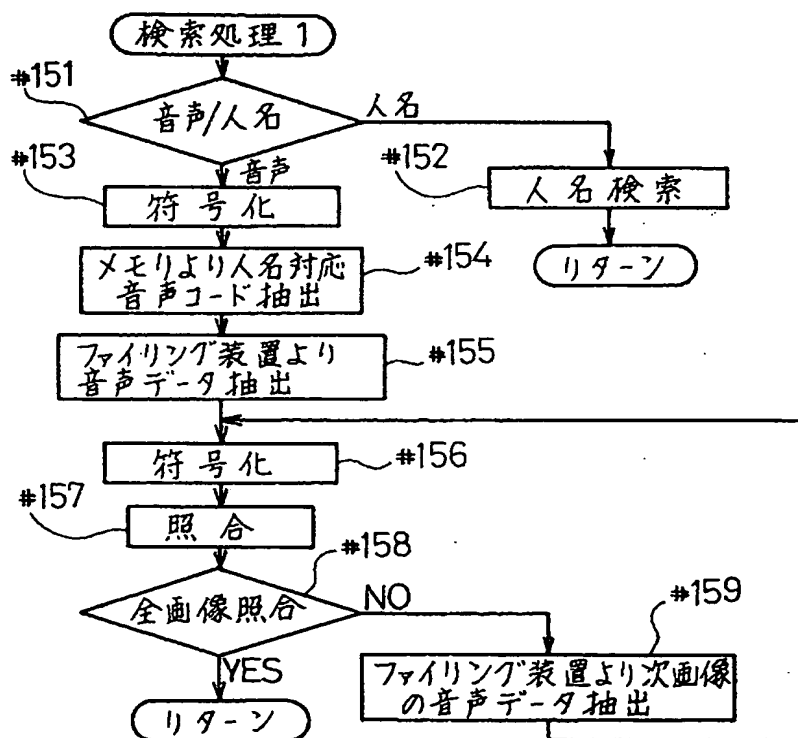 検索処理1
#151
音声/人名
人名
#153
音声
#152
符号化
人名検索
メモリより人名対応
音声コード抽出
#154
リターン
ファイリング装置より
音声データ抽出
#155
符号化
#156
#157
照合
#158
全画像照合
NO
#159
YES
ファイリング装置より次画像
の音声データ抽出
リターン